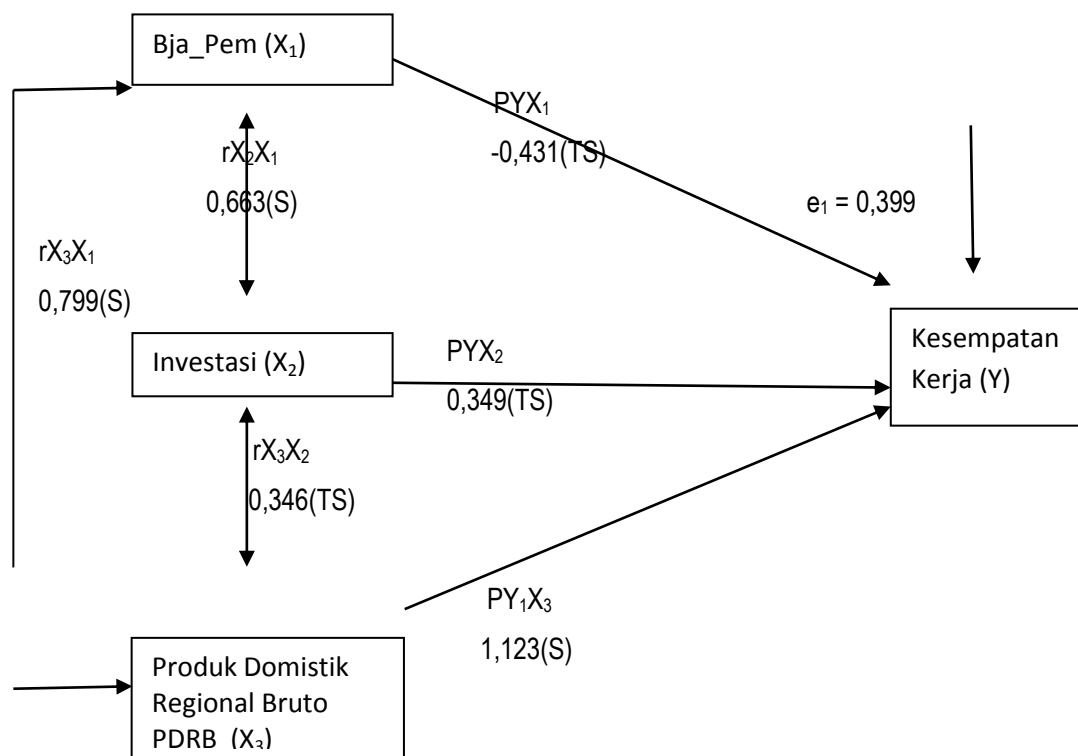 Bja_Pem (X₁)
PYX₁
-0,431(TS)
rX₂X₁
0,663(S)
e₁ = 0,399
rX₃X₁
0,799(S)
Investasi (X₂)
PYX₂
0,349(TS)
Kesempatan
Kerja (Y)
rX₃X₂
0,346(TS)
PY₁X₃
1,123(S)
Produk Domistik
Regional Bruto
PDRB (X₃)